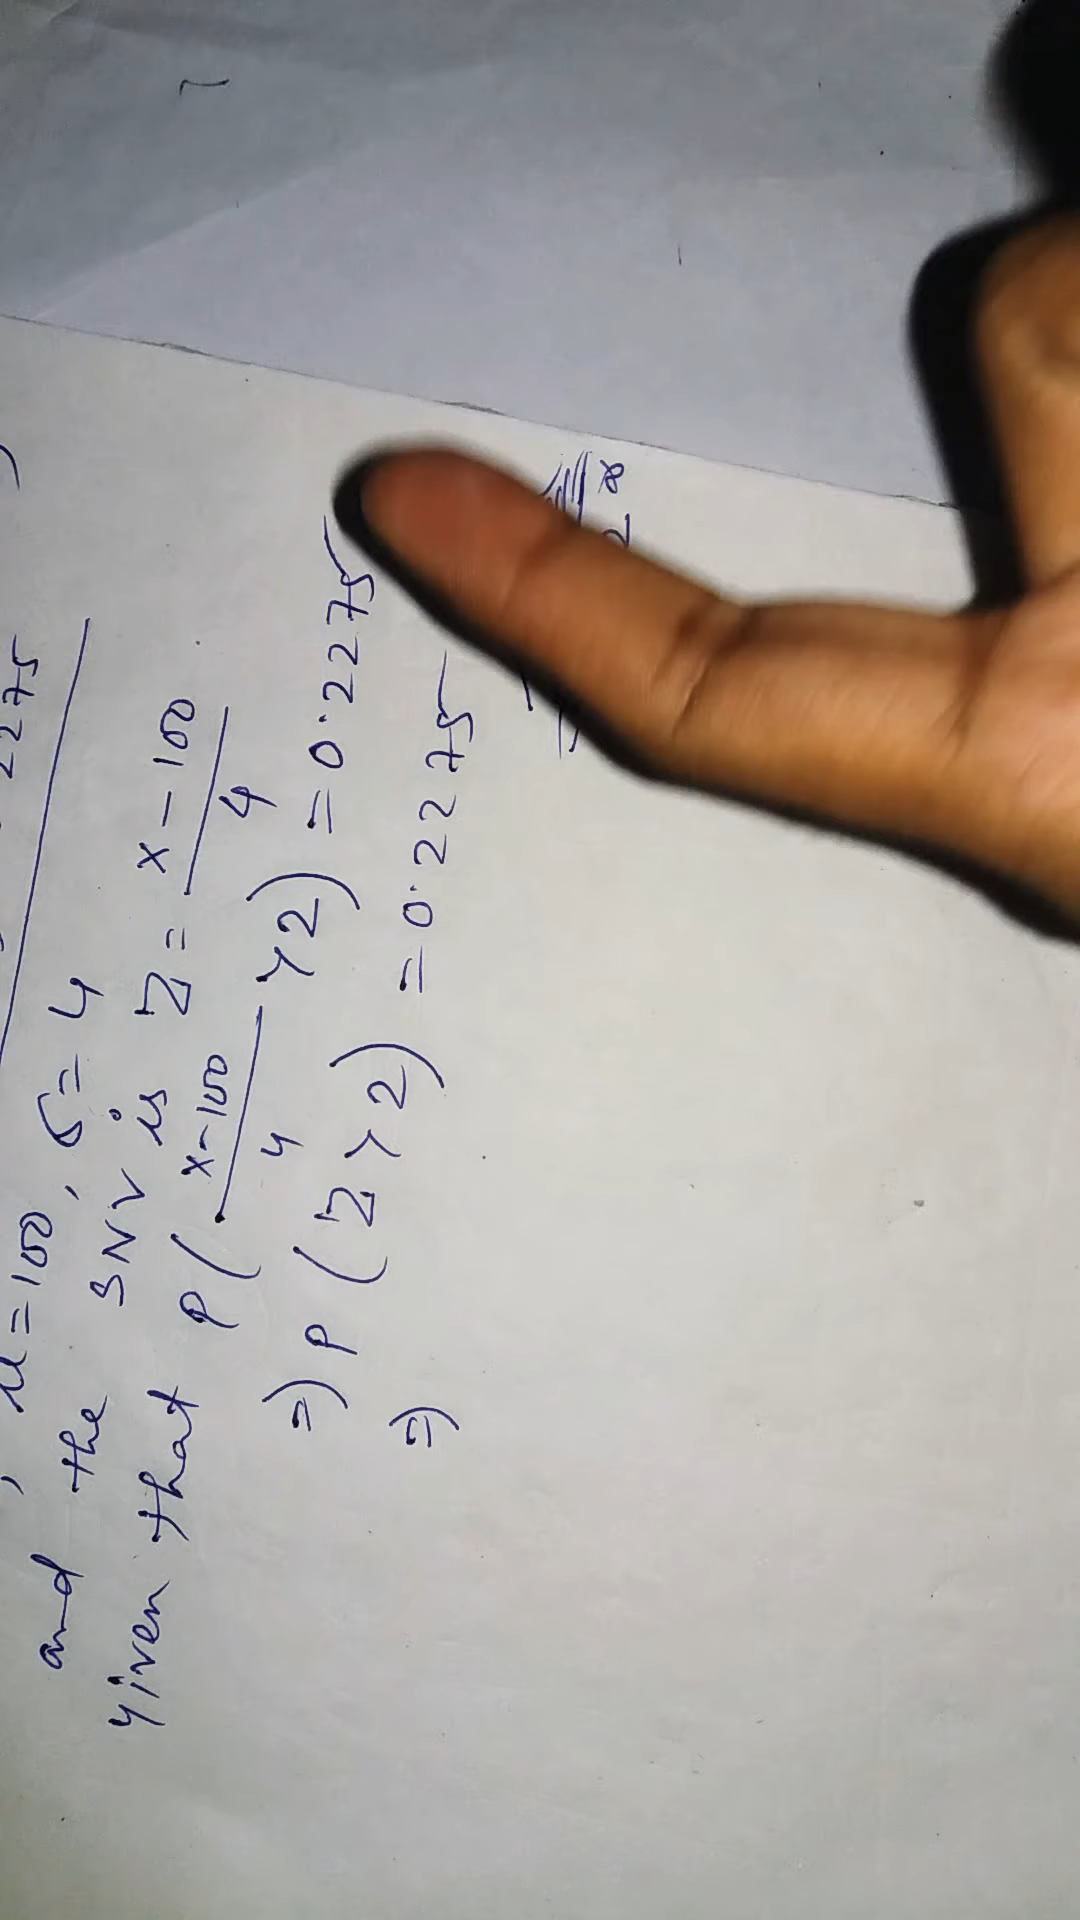 2275
, μ=100, σ=4
and the SNV is Z = x-100 / 4
given that P( x-100 / 4 >2) = 0.2275
=) P (Z>2) = 0.2275
=)
2 ∞